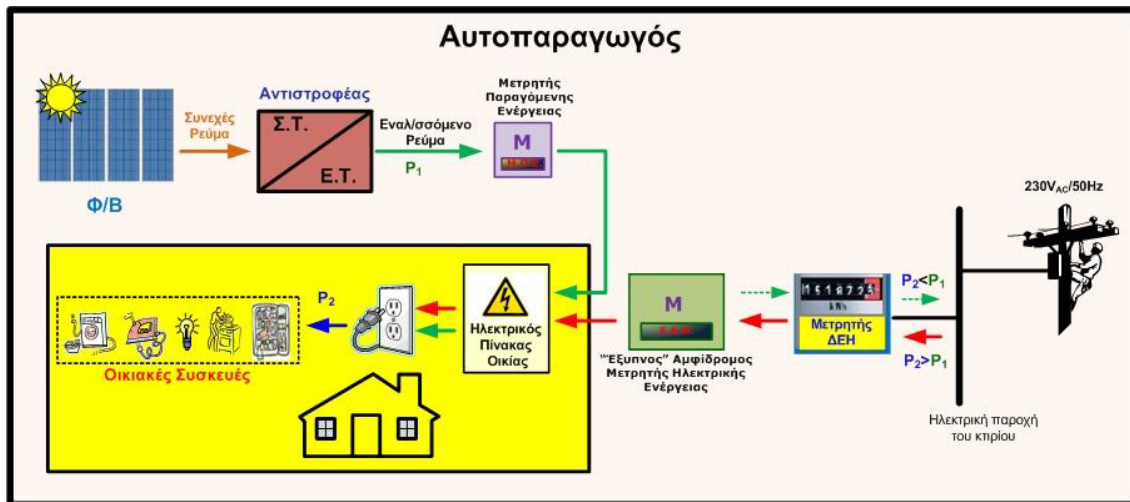 Αυτοπαραγωγός
Συνεχές
Ρεύμα
Αντιστροφέας
Σ.Τ.
Ε.Τ.
Εναλ/σσόμενο
Ρεύμα
P1
Μετρητής
Παραγόμενης
Ενέργειας
M
Φ/Β
230VAC/50Hz
P2
Οικιακές Συσκευές
Ηλεκτρικός
Πίνακας
Οικίας
M
"Έξυπνος" Αμφίδρομος
Μετρητής Ηλεκτρικής
Ενέργειας
kWh
Μετρητής
ΔΕΗ
P2<P1
P2>P1
Ηλεκτρική παροχή
του κτιρίου